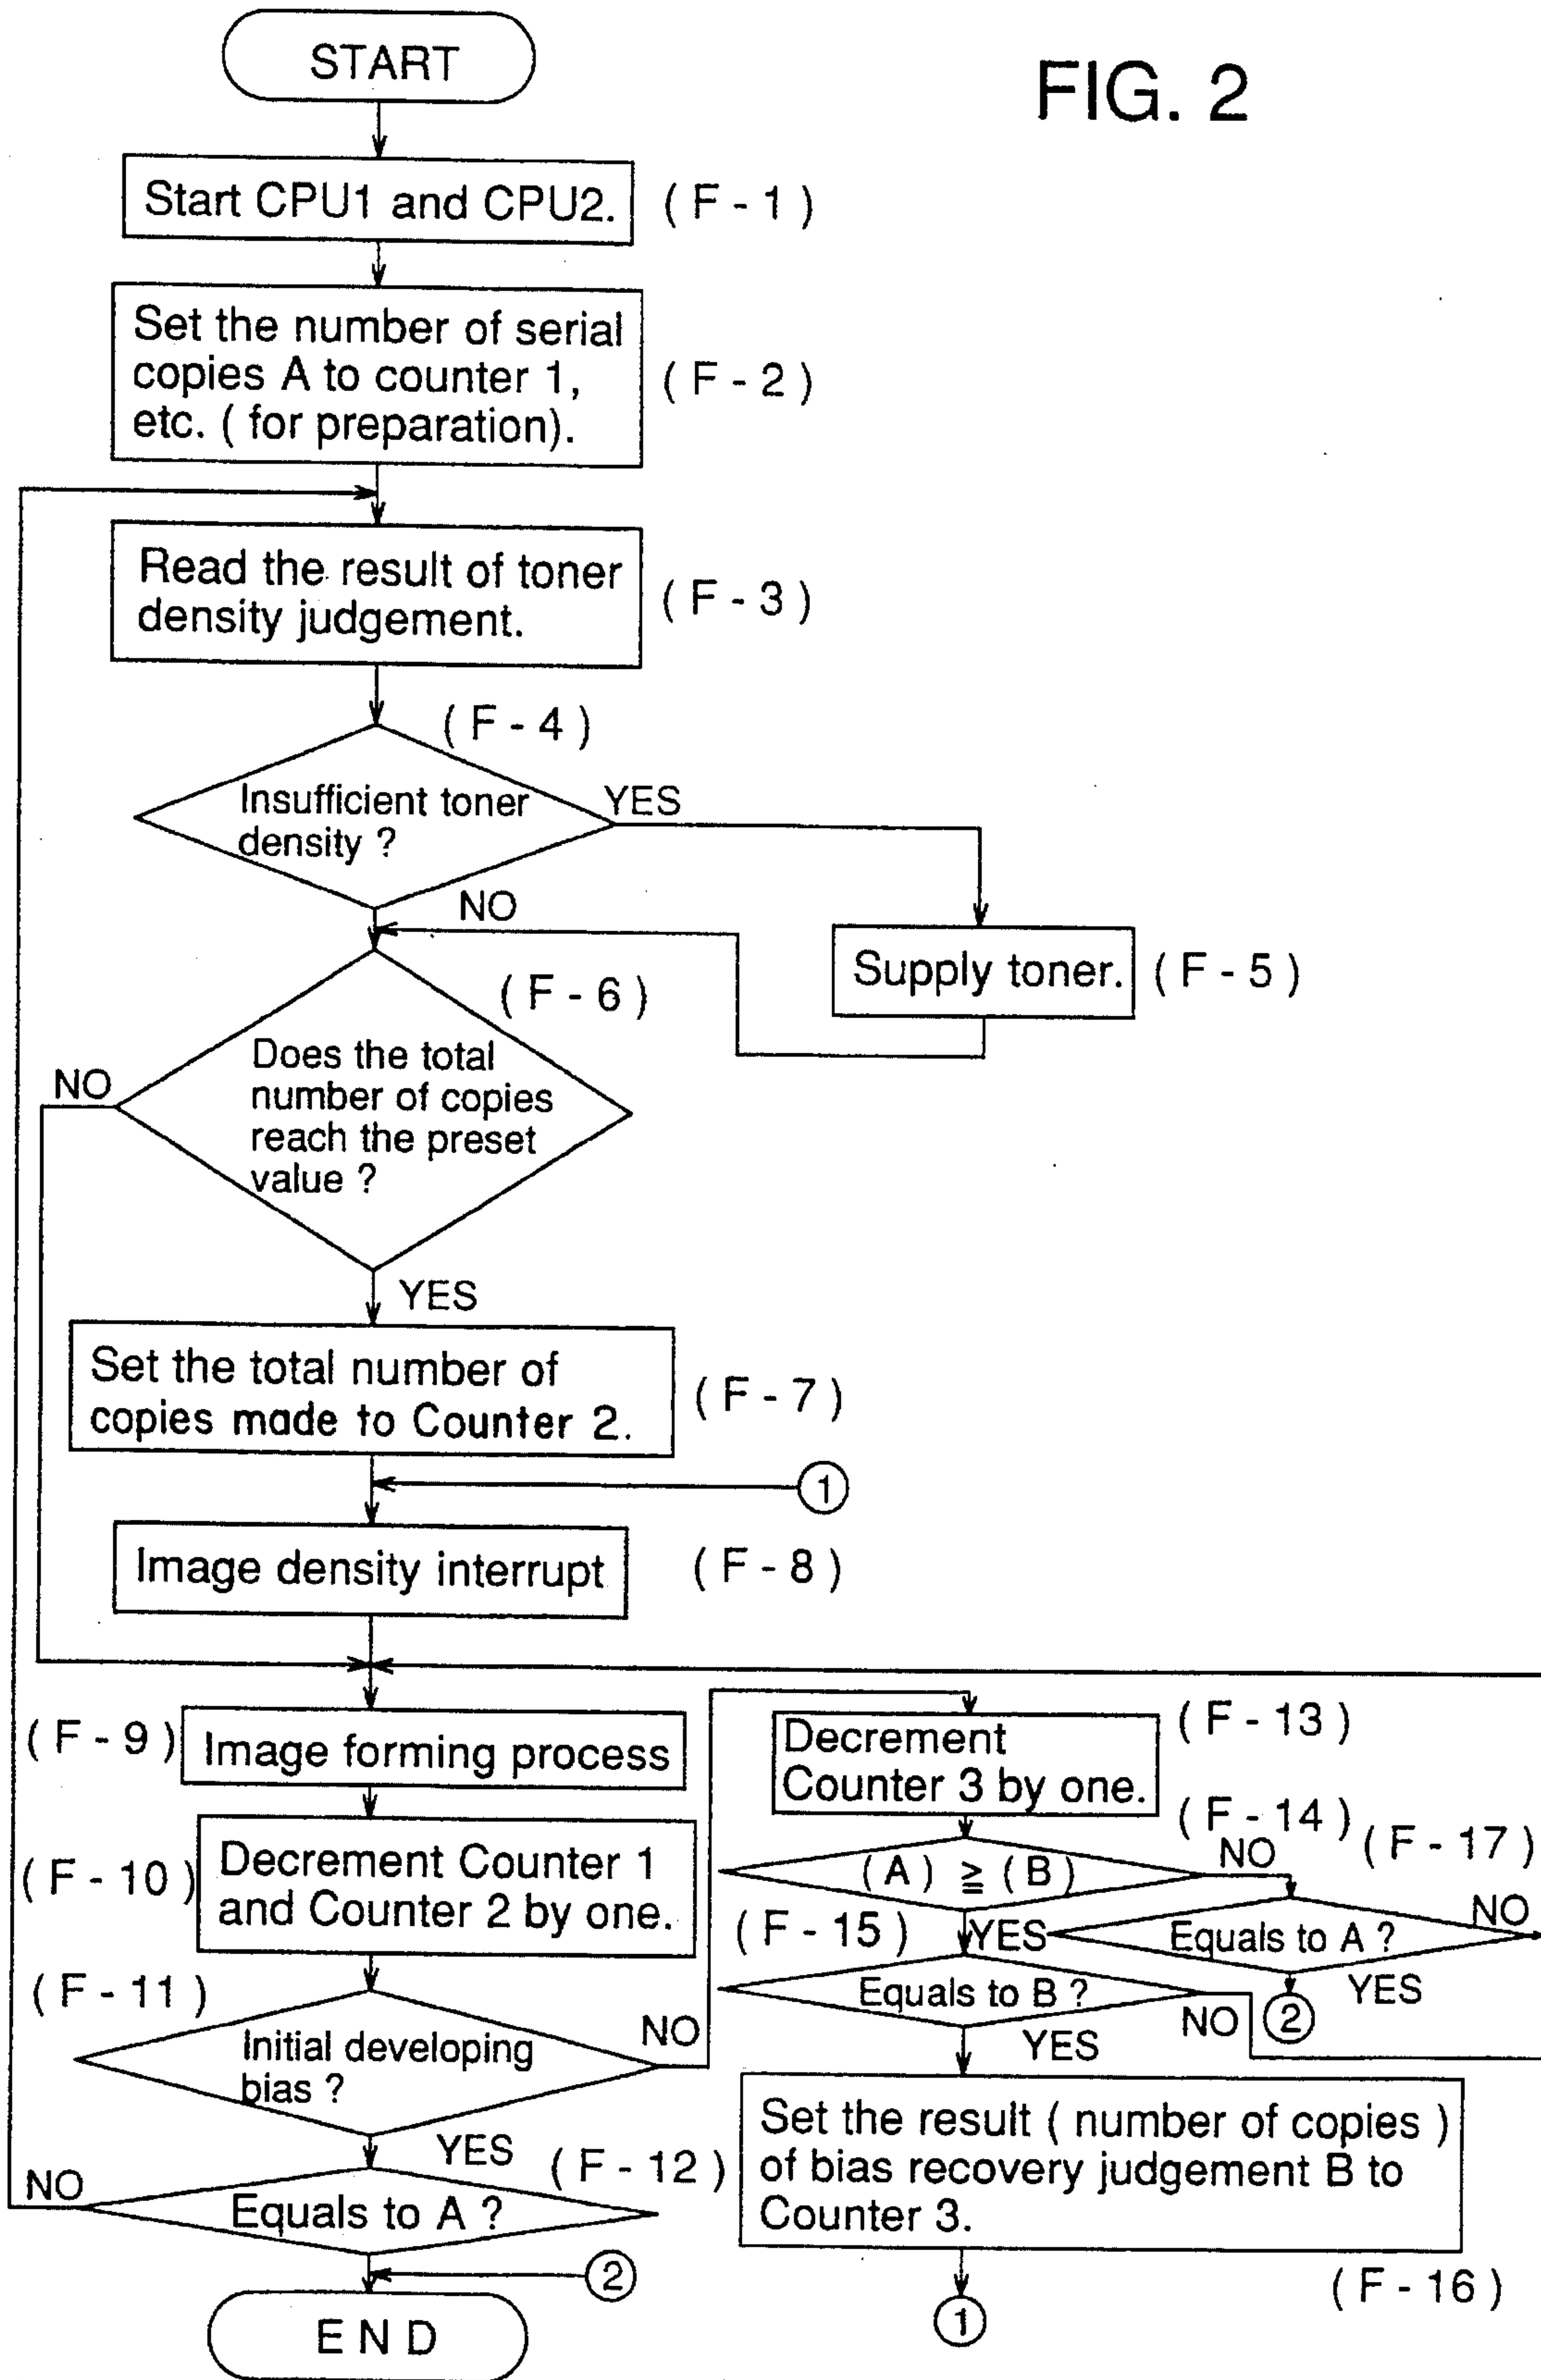 START
FIG. 2
Start CPU1 and CPU2.
( F - 1 )
Set the number of serial
copies A to counter 1,
etc. ( for preparation).
( F - 2 )
Read the result of toner
density judgement.
( F - 3 )
( F - 4 )
Insufficient toner
density ?
YES
NO
Supply toner.
( F - 5 )
( F - 6 )
Does the total
number of copies
reach the preset
value ?
NO
YES
Set the total number of
copies made to Counter 2.
( F - 7 )
1
Image density interrupt
( F - 8 )
( F - 9 )
Image forming process
( F - 10 )
Decrement Counter 1
and Counter 2 by one.
( F - 11 )
Initial developing
bias ?
NO
YES
( F - 12 )
Equals to A ?
NO
2
END
Decrement
Counter 3 by one.
( F - 13 )
( F - 14 )
( A ) ≧ ( B )
NO
( F - 17 )
YES
Equals to A ?
NO
YES
2
( F - 15 )
Equals to B ?
NO
YES
Set the result ( number of copies )
of bias recovery judgement B to
Counter 3.
( F - 16 )
1